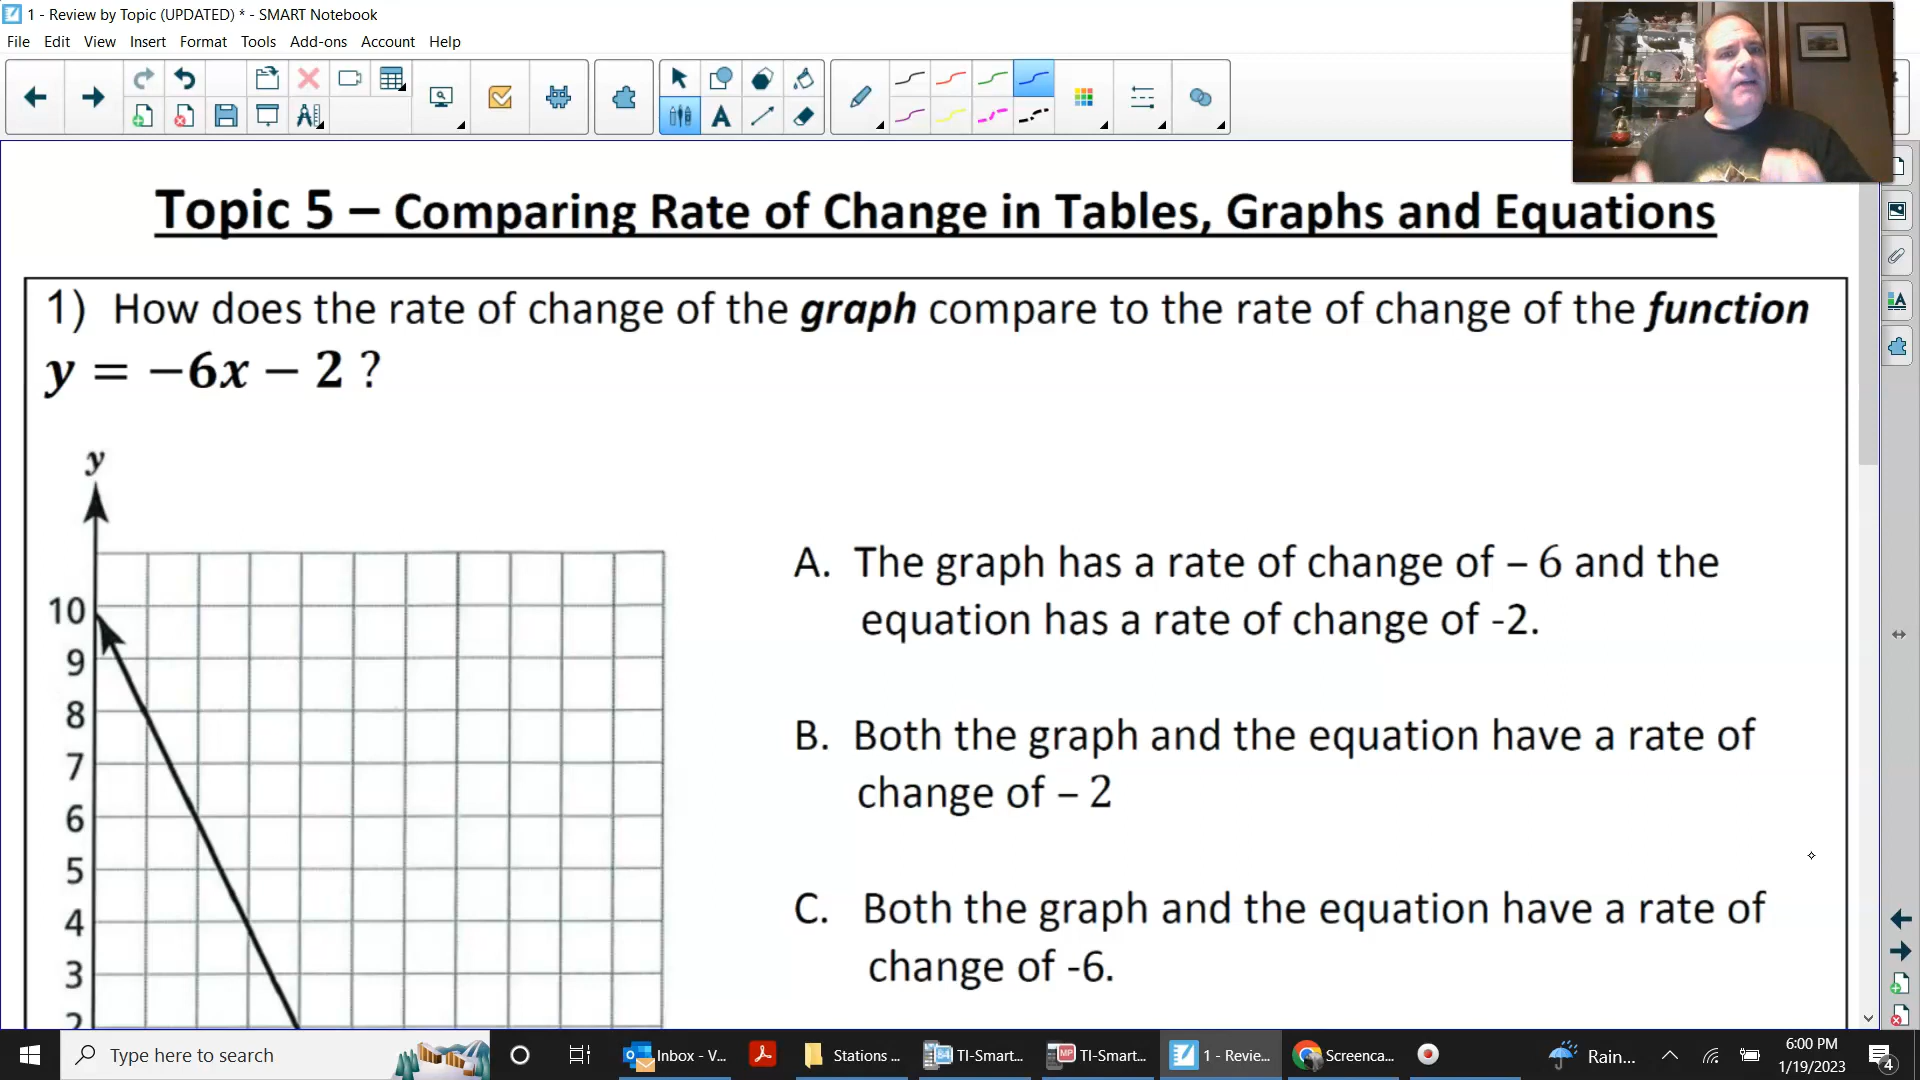 1 - Review by Topic (UPDATED) * - SMART Notebook
File Edit View Insert Format Tools Add-ons Account Help
Topic 5 – Comparing Rate of Change in Tables, Graphs and Equations
1) How does the rate of change of the graph compare to the rate of change of the function
y = −6x − 2 ?
y
10
9
8
7
6
5
4
3
2
A. The graph has a rate of change of – 6 and the
equation has a rate of change of -2.
B. Both the graph and the equation have a rate of
change of – 2
C. Both the graph and the equation have a rate of
change of -6.
Type here to search
Inbox - V...
Stations ...
TI-Smart...
TI-Smart...
1 - Revie...
Screenca...
Rain...
6:00 PM
1/19/2023
4